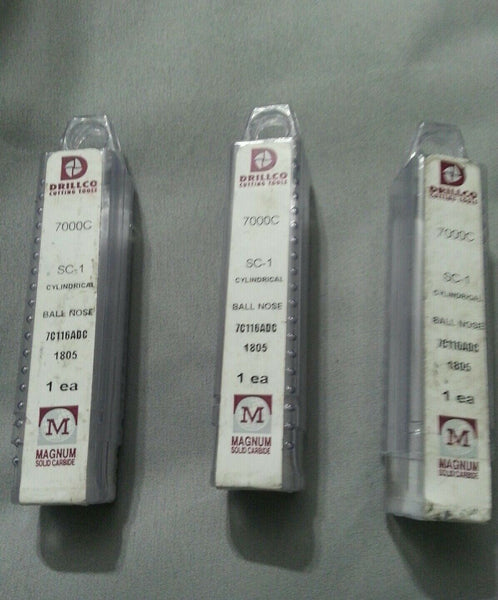 DRILLCO
CUTTING TOOLS
7000C
SC-1
CYLINDRICAL
BALL NOSE
7C116ADC
1805
1 ea
M
MAGNUM
SOLID CARBIDE
DRILLCO
CUTTING TOOLS
7000C
SC-1
CYLINDRICAL
BALL NOSE
7C116ADC
1805
1 ea
M
MAGNUM
SOLID CARBIDE
DRILLCO
CUTTING TOOLS
7000C
SC-1
CYLINDRICAL
BALL NOSE
7C116ADC
1805
1 ea
M
MAGNUM
SOLID CARBIDE